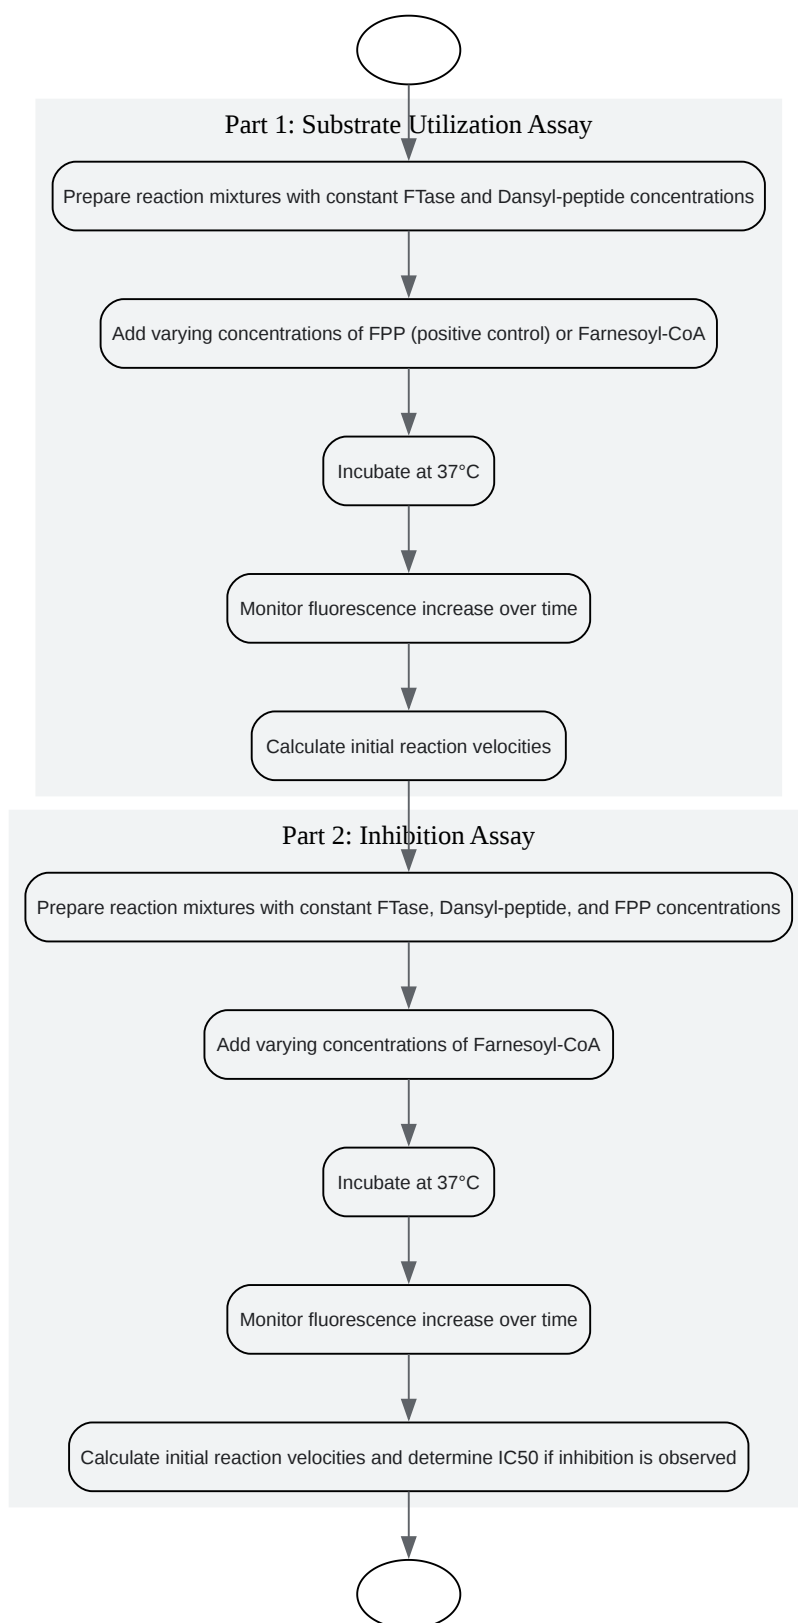 Part 1: Substrate Utilization Assay
Prepare reaction mixtures with constant FTase and Dansyl-peptide concentrations
Add varying concentrations of FPP (positive control) or Farnesoyl-CoA
Incubate at 37°C
Monitor fluorescence increase over time
Calculate initial reaction velocities
Part 2: Inhibition Assay
Prepare reaction mixtures with constant FTase, Dansyl-peptide, and FPP concentrations
Add varying concentrations of Farnesoyl-CoA
Incubate at 37°C
Monitor fluorescence increase over time
Calculate initial reaction velocities and determine IC50 if inhibition is observed